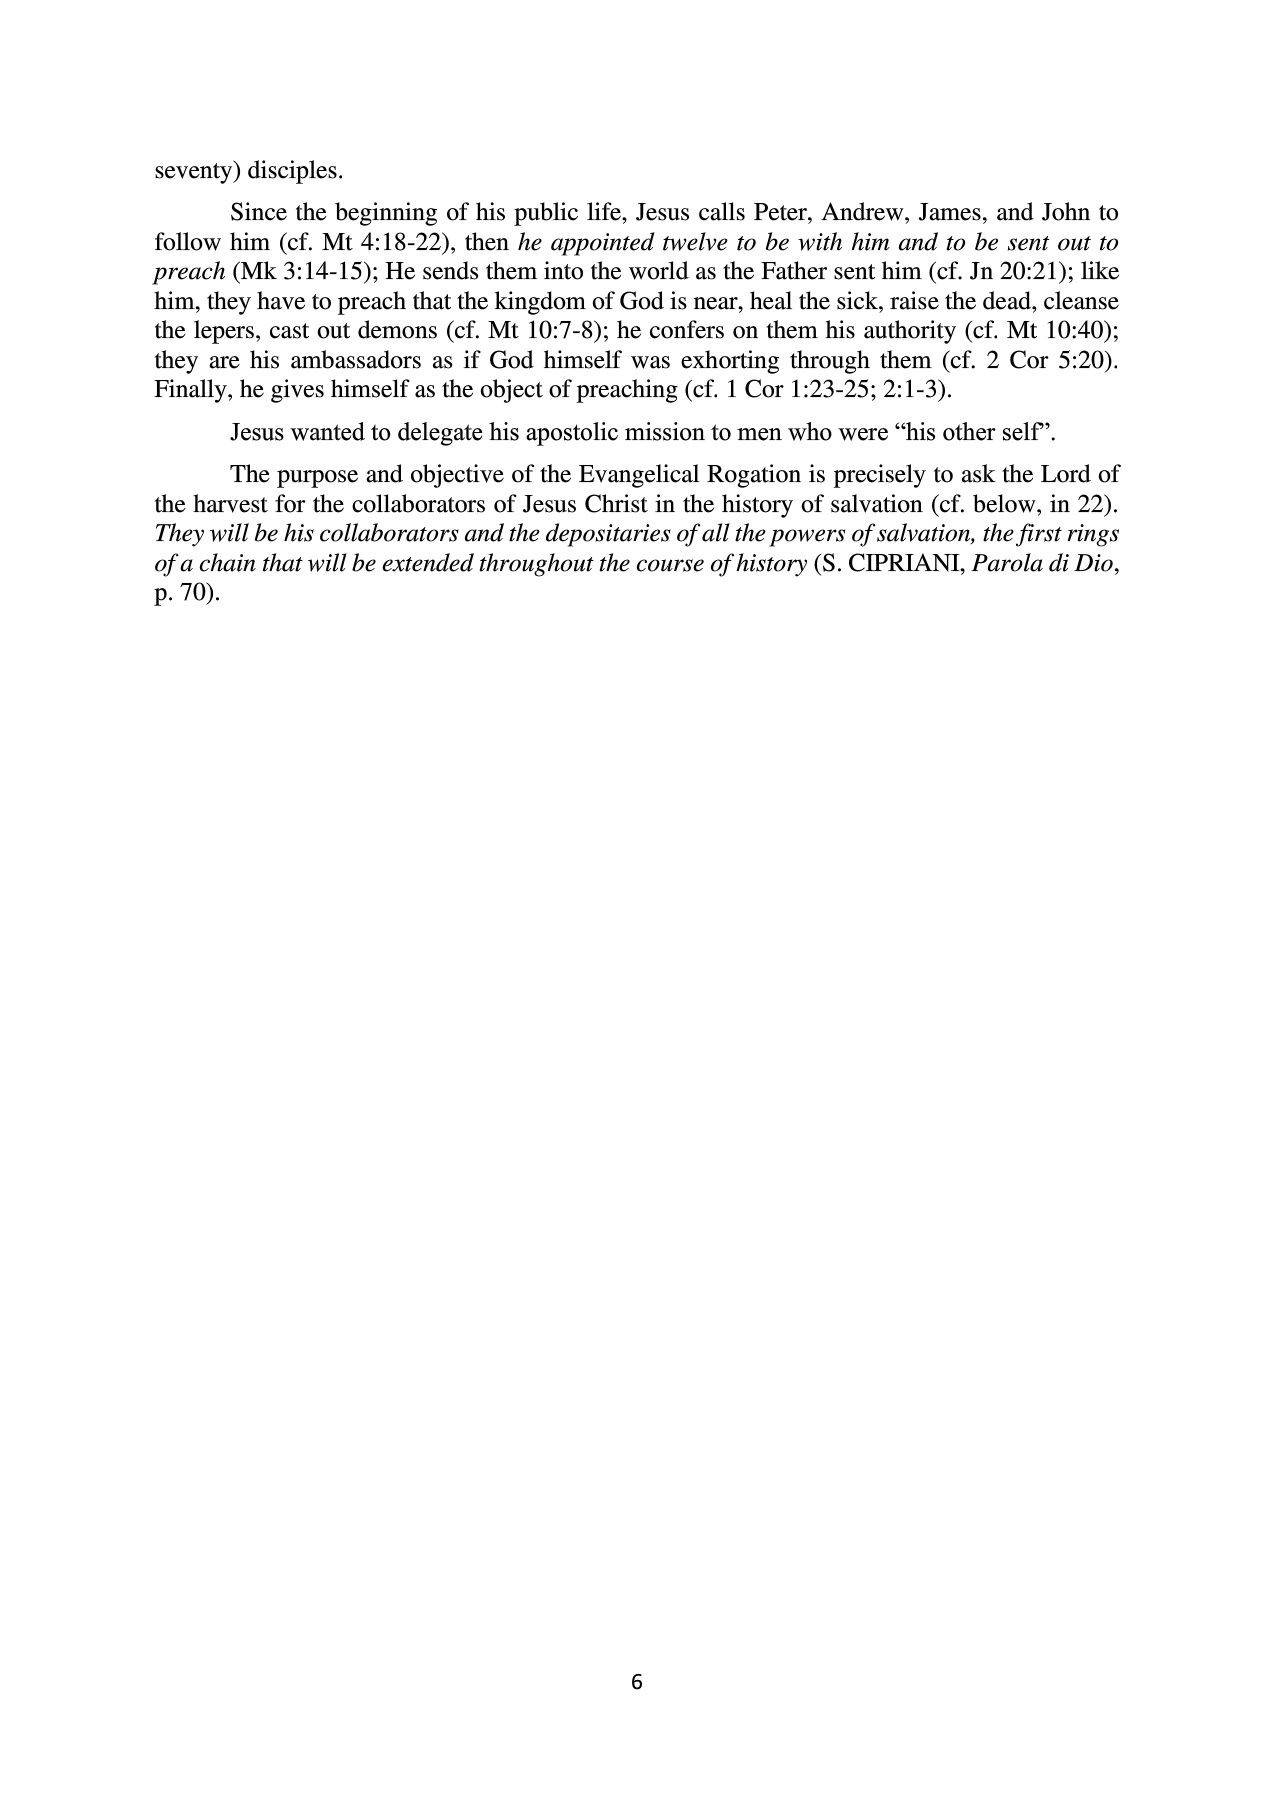 seventy) disciples.
Since the beginning of his public life, Jesus calls Peter, Andrew, James, and John to
follow him (cf. Mt 4:18-22), then he appointed twelve to be with him and to be sent out to
preach (Mk 3:14-15); He sends them into the world as the Father sent him (cf. Jn 20:21); like
him, they have to preach that the kingdom of God is near, heal the sick, raise the dead, cleanse
the lepers, cast out demons (cf. Mt 10:7-8); he confers on them his authority (cf. Mt 10:40);
they are his ambassadors as if God himself was exhorting through them (cf. 2 Cor 5:20).
Finally, he gives himself as the object of preaching (cf. 1 Cor 1:23-25; 2:1-3).
Jesus wanted to delegate his apostolic mission to men who were “his other self”.
The purpose and objective of the Evangelical Rogation is precisely to ask the Lord of
the harvest for the collaborators of Jesus Christ in the history of salvation (cf. below, in 22).
They will be his collaborators and the depositaries of all the powers of salvation, the first rings
of a chain that will be extended throughout the course of history (S. CIPRIANI, Parola di Dio,
p. 70).
6